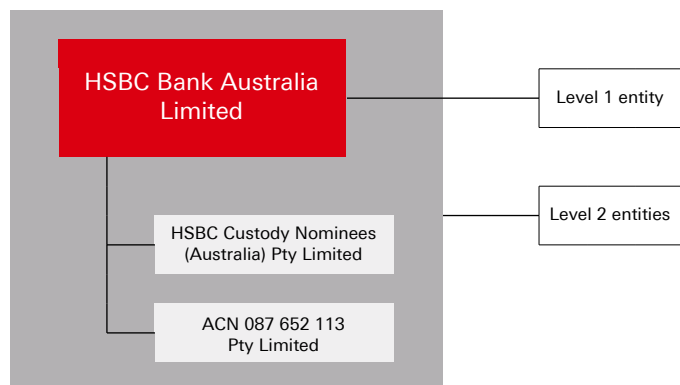 HSBC Bank Australia
Limited
Level 1 entity
Level 2 entities
HSBC Custody Nominees
(Australia) Pty Limited
ACN 087 652 113
Pty Limited